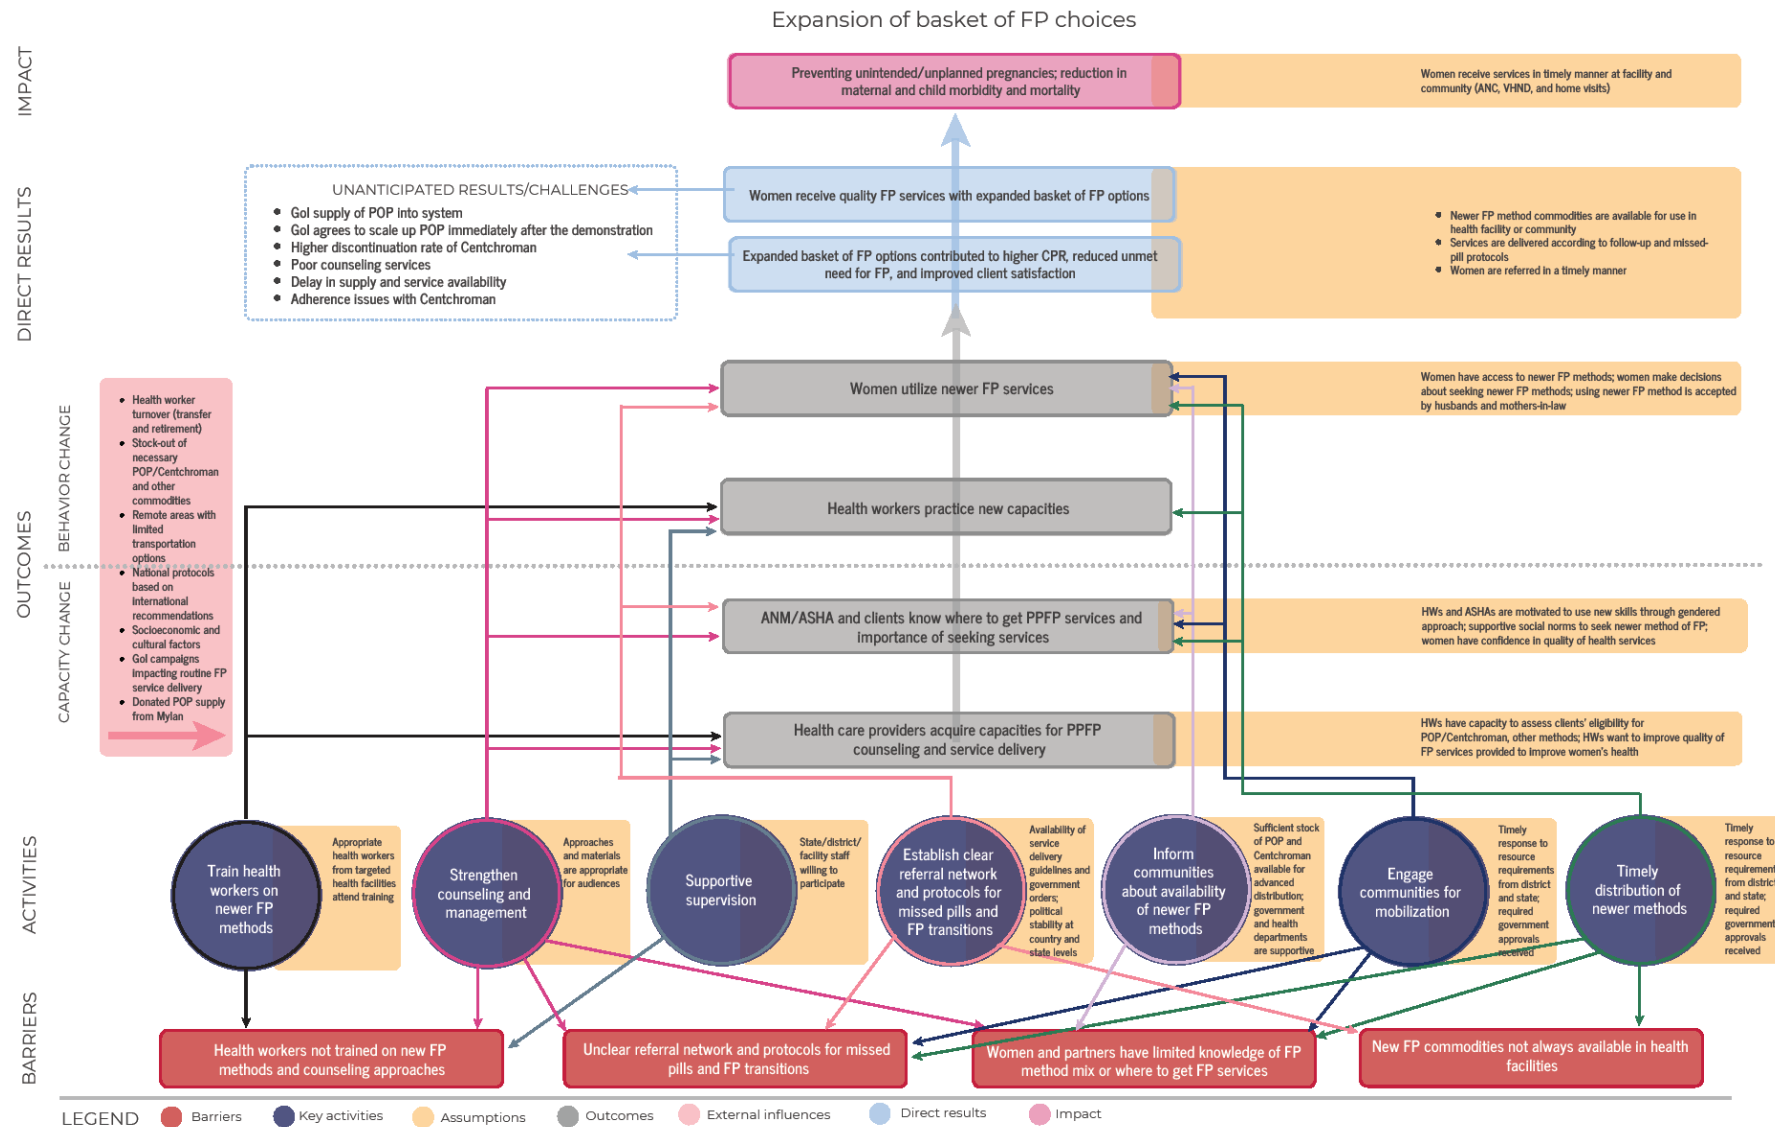 Expansion of basket of FP choices
IMPACT
Preventing unintended/unplanned pregnancies; reduction in
maternal and child morbidity and mortality
Women receive services in timely manner at facility and
community (ANC, VHND, and home visits)
DIRECT RESULTS
UNANTICIPATED RESULTS/CHALLENGES
• GoI supply of POP into system
• GoI agrees to scale up POP immediately after the demonstration
• Higher discontinuation rate of Centchroman
• Poor counseling services
• Delay in supply and service availability
• Adherence issues with Centchroman
Women receive quality FP services with expanded basket of FP options
Expanded basket of FP options contributed to higher CPR, reduced unmet
need for FP, and improved client satisfaction
• Newer FP method commodities are available for use in
health facility or community
• Services are delivered according to follow-up and missed-
pill protocols
• Women are referred in a timely manner
OUTCOMES
BEHAVIOR CHANGE
CAPACITY CHANGE
• Health worker
turnover (transfer
and retirement)
• Stock-out of
necessary
POP/Centchroman
and other
commodities
• Remote areas with
limited
transportation
options
• National protocols
based on
international
recommendations
• Socioeconomic and
cultural factors
• GoI campaigns
impacting routine FP
service delivery
• Donated POP supply
from Mylan
Women utilize newer FP services
Women have access to newer FP methods; women make decisions
about seeking newer FP methods; using newer FP method is accepted
by husbands and mothers-in-law
Health workers practice new capacities
ANM/ASHA and clients know where to get PPFP services and
importance of seeking services
HWs and ASHAs are motivated to use new skills through gendered
approach; supportive social norms to seek newer method of FP;
women have confidence in quality of health services
Health care providers acquire capacities for PPFP
counseling and service delivery
HWs have capacity to assess clients' eligibility for
POP/Centchroman, other methods; HWs want to improve quality of
FP services provided to improve women's health
ACTIVITIES
Train health
workers on
newer FP
methods
Appropriate
health workers
from targeted
health facilities
attend training
Strengthen
counseling and
management
Approaches
and materials
are appropriate
for audiences
Supportive
supervision
State/district/
facility staff
willing to
participate
Establish clear
referral network
and protocols for
missed pills and
FP transitions
Availability of
service
delivery
guidelines and
government
orders;
political
stability at
country and
state levels
Inform
communities
about availability
of newer FP
methods
Sufficient stock
of POP and
Centchroman
available for
advanced
distribution;
government
and health
departments
are supportive
Engage
communities for
mobilization
Timely
response to
resource
requirements
from district
and state;
required
government
approvals
received
Timely
distribution of
newer methods
Timely
response to
resource
requirement
from district
and state;
required
government
approvals
received
BARRIERS
Health workers not trained on new FP
methods and counseling approaches
Unclear referral network and protocols for missed
pills and FP transitions
Women and partners have limited knowledge of FP
method mix or where to get FP services
New FP commodities not always available in health
facilities
LEGEND
Barriers
Key activities
Assumptions
Outcomes
External influences
Direct results
Impact